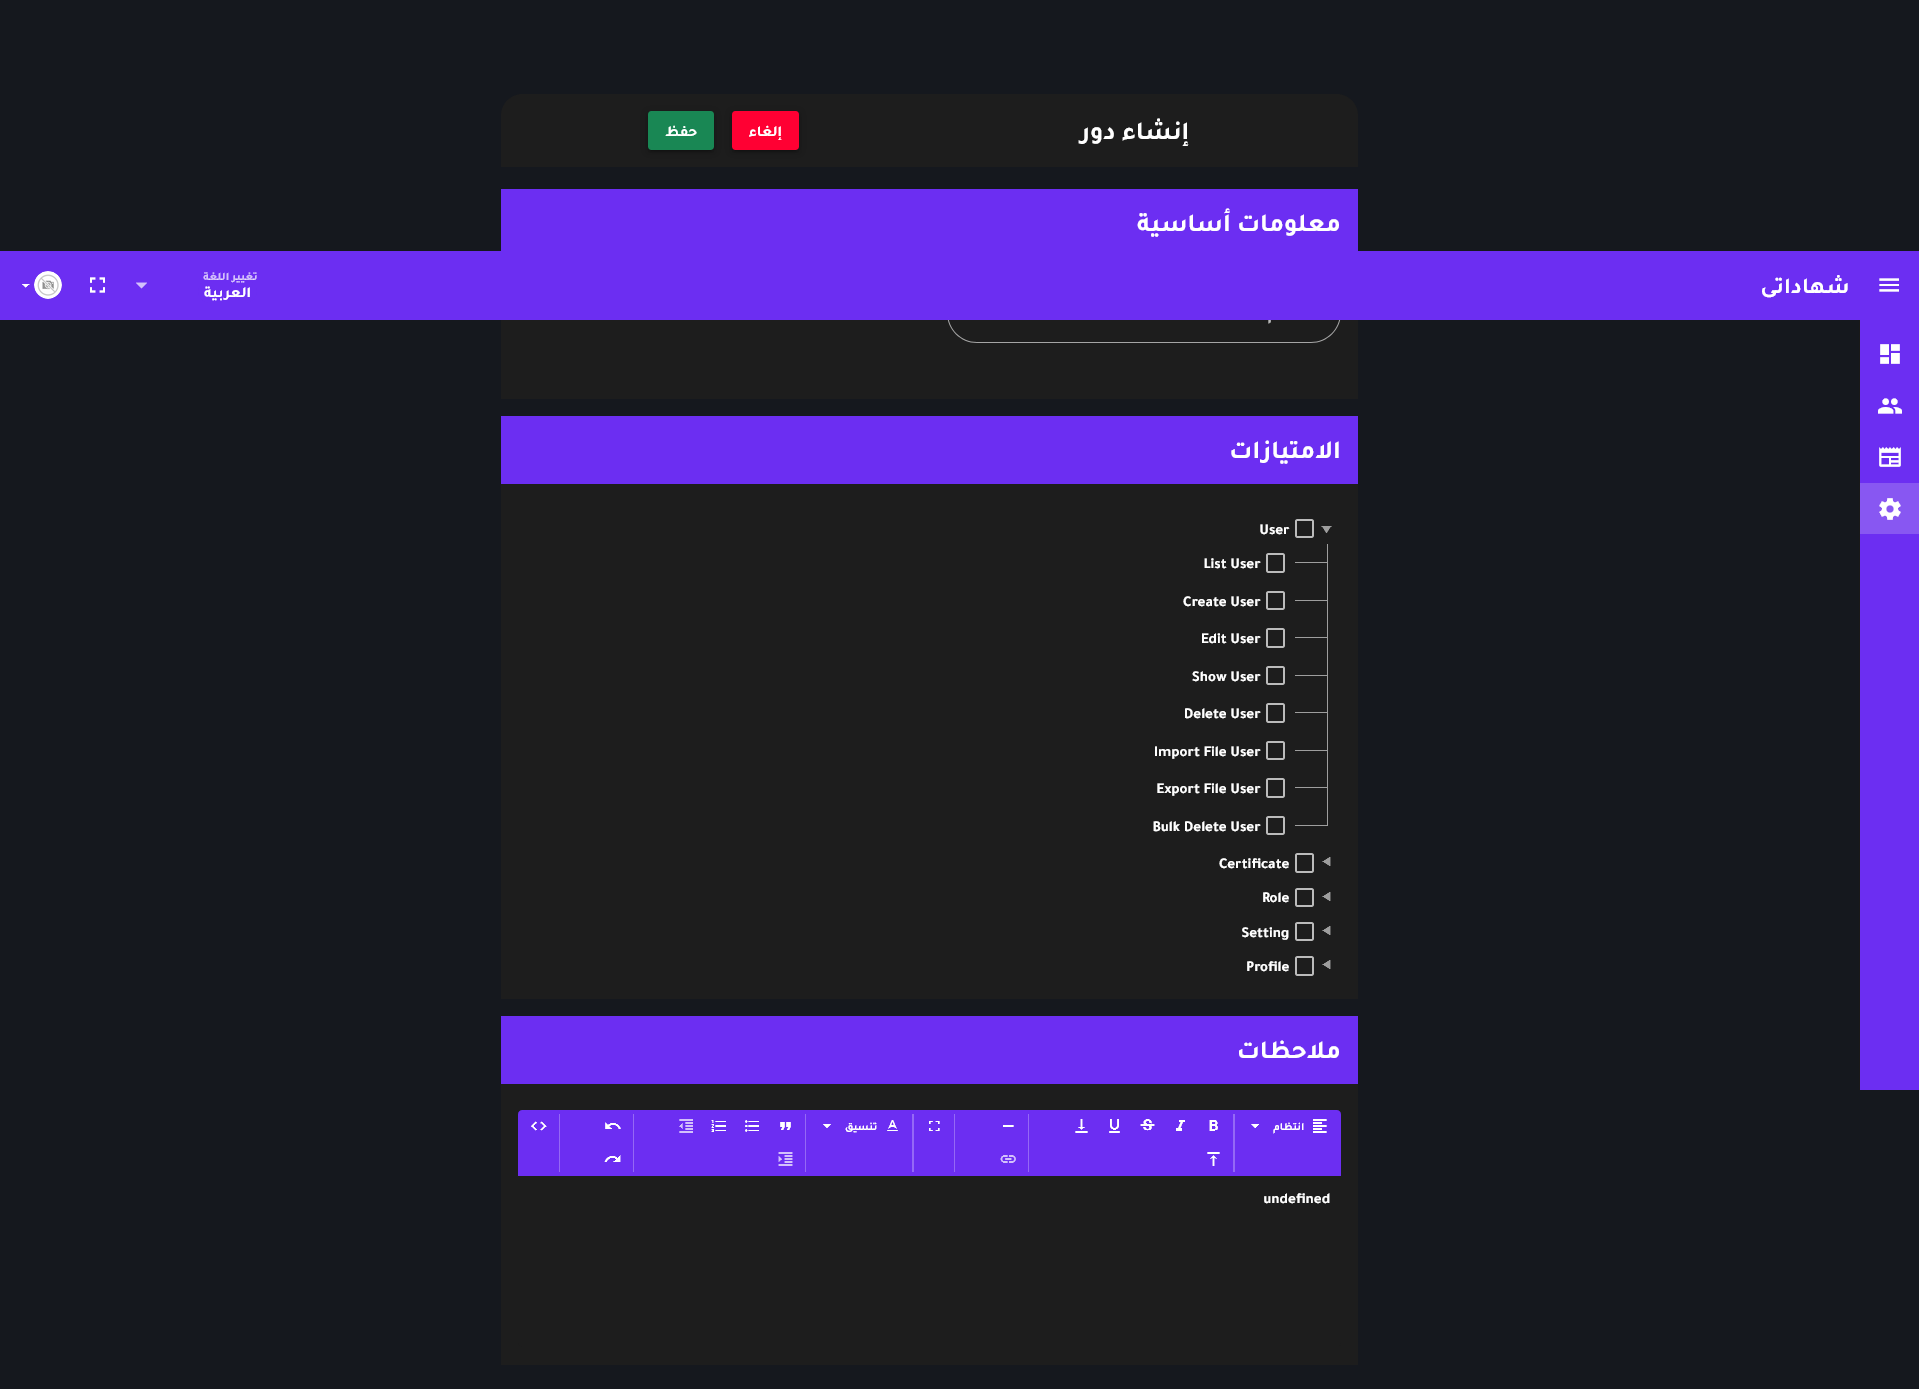 إنشاء دور
إلغاء
حفظ
معلومات أساسية
شهاداتى
تغيير اللغة
العربية
الامتيازات
User
List User
Create User
Edit User
Show User
Delete User
Import File User
Export File User
Bulk Delete User
Certificate
Role
Setting
Profile
ملاحظات
انتظام
تنسيق
undefined